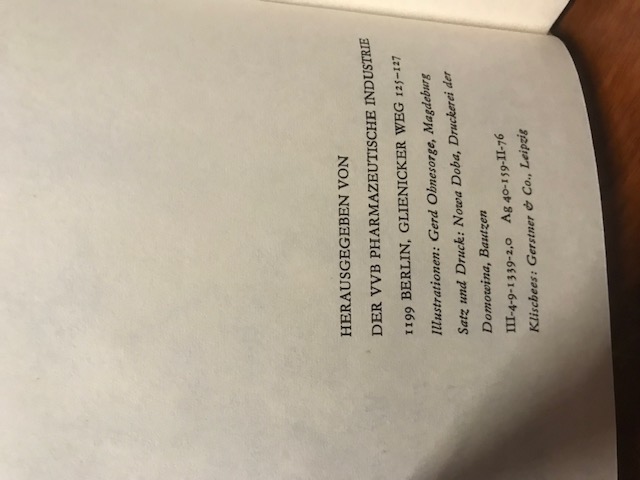 HERAUSGEGEBEN VON
DER VVB PHARMAZEUTISCHE INDUSTRIE
1199 BERLIN, GLIENICKER WEG 125–127
Illustrationen: Gerd Ohnesorge, Magdeburg
Satz und Druck: Nowa Doba, Druckerei der
Domowina, Bautzen
III-4-9-1339-2,0 Ag 40-159-II-76
Klischees: Gerstner & Co., Leipzig